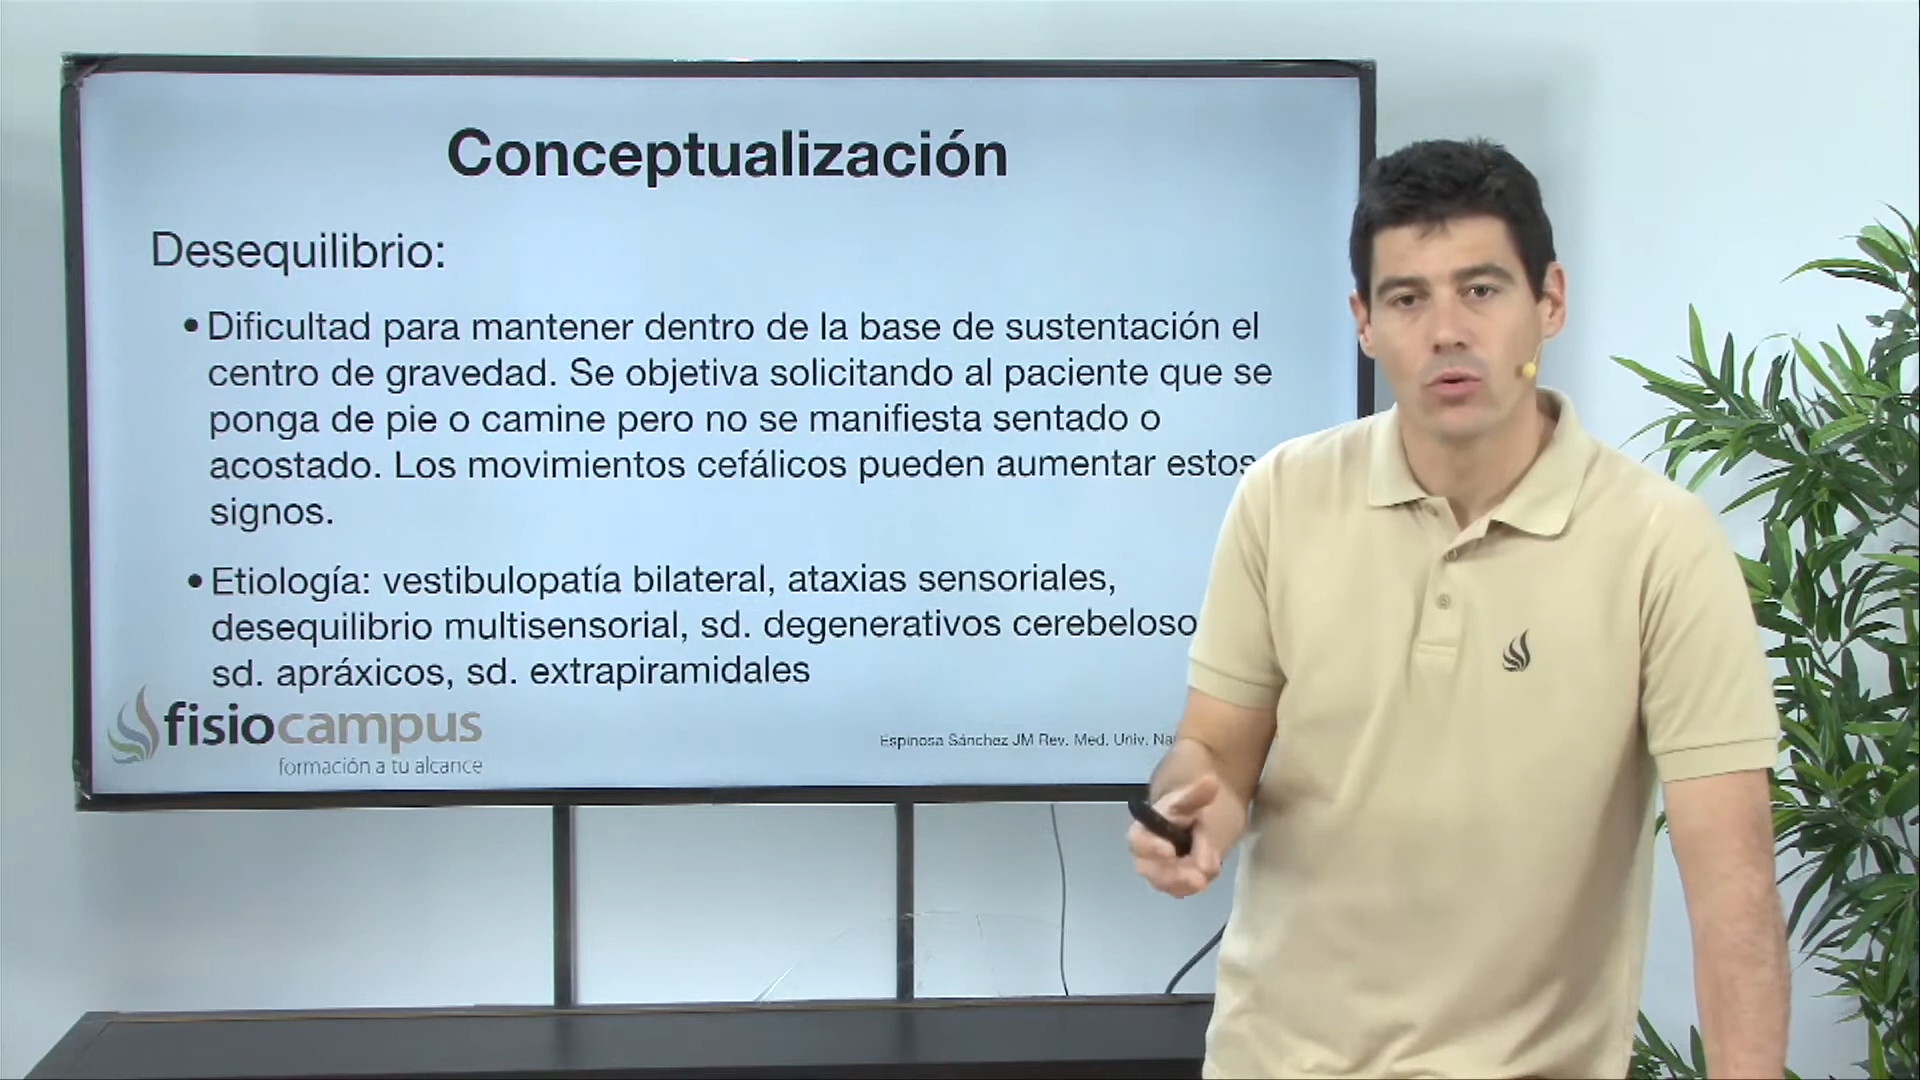 Conceptualización
Desequilibrio:
• Dificultad para mantener dentro de la base de sustentación el
centro de gravedad. Se objetiva solicitando al paciente que se
ponga de pie o camine pero no se manifiesta sentado o
acostado. Los movimientos cefálicos pueden aumentar estos
signos.
• Etiología: vestibulopatía bilateral, ataxias sensoriales,
desequilibrio multisensorial, sd. degenerativos cerebeloso
sd. apráxicos, sd. extrapiramidales
fisiocampus
formación a tu alcance
Espinosa Sánchez JM Rev. Med. Univ.